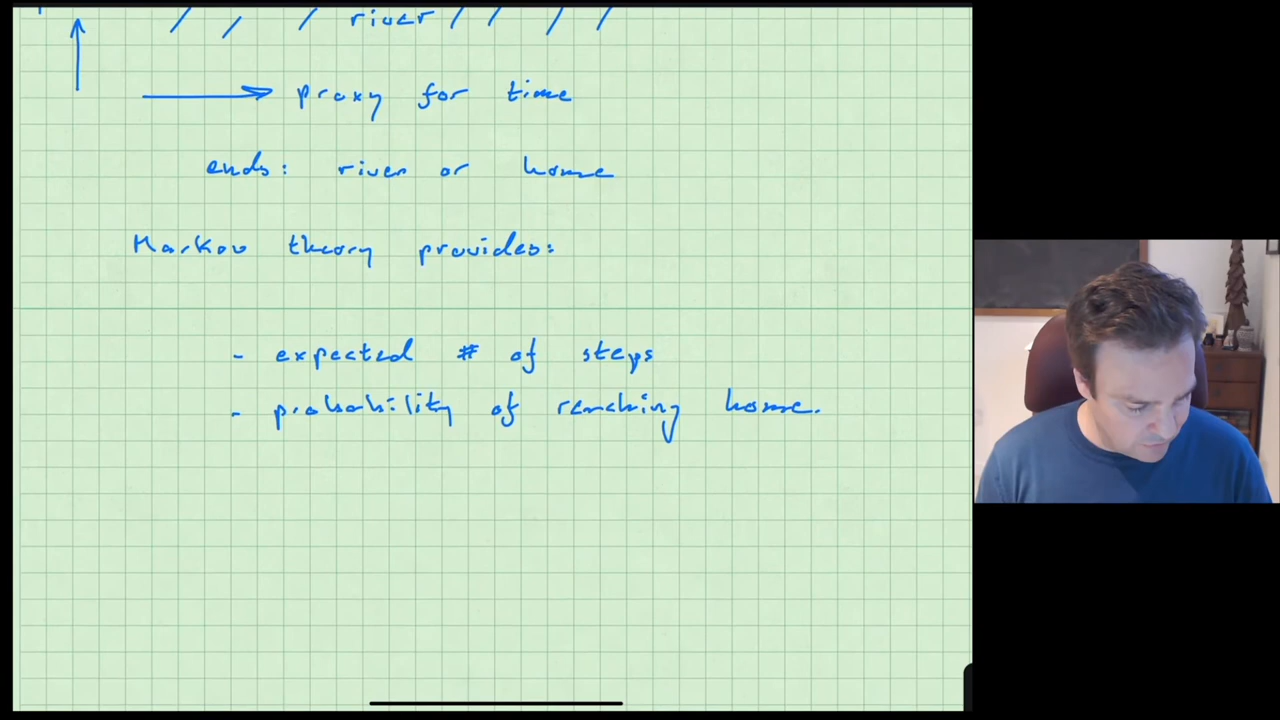 river
proxy for time
ends: river or home
Markov theory provides:
- expected # of steps
- probability of reaching home.